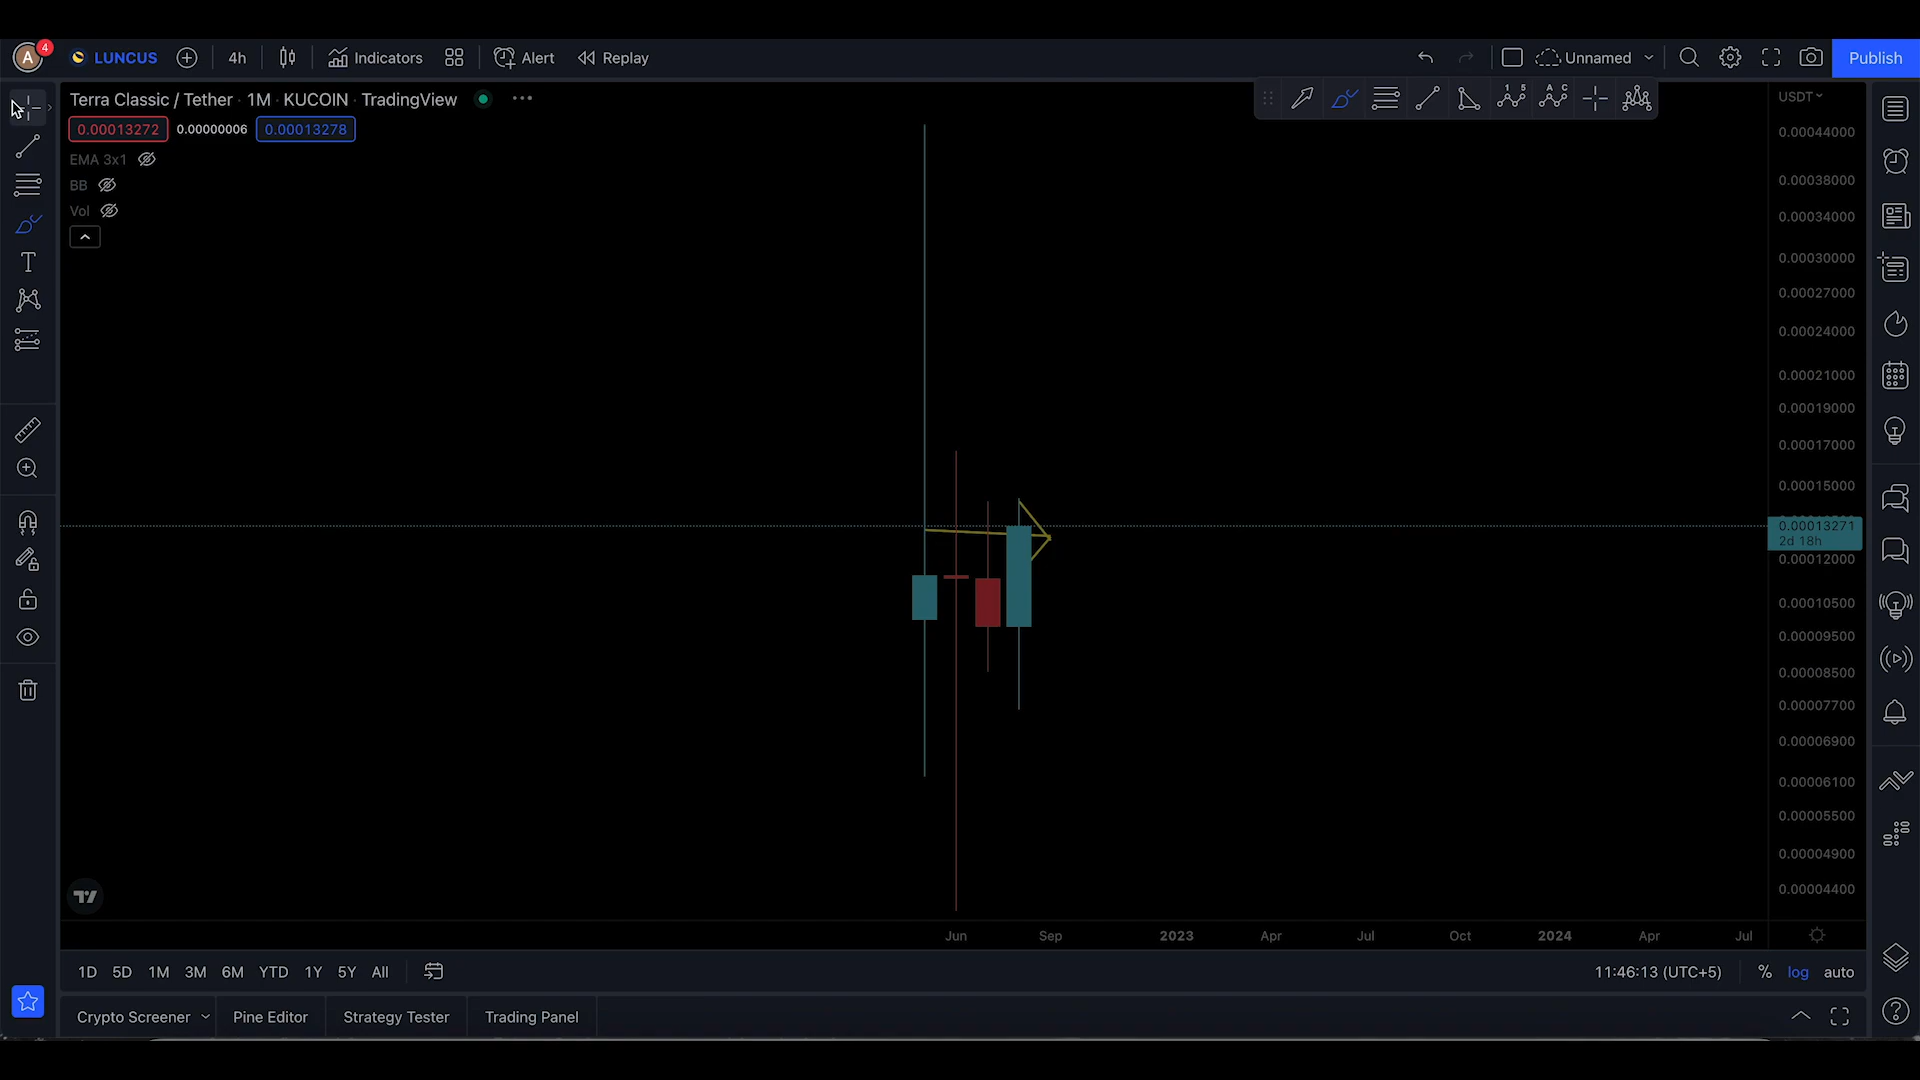 A 4 LUNCUS 4h Indicators Alert Replay Unnamed Publish
Terra Classic / Tether · 1M · KUCOIN · TradingView
USDT
0.00013272 0.00000006 0.00013278
EMA 3x1
BB
Vol
T
1 5
A C
0.00044000
0.00038000
0.00034000
0.00030000
0.00027000
0.00024000
0.00021000
0.00019000
0.00017000
0.00015000
0.00013271
2d 18h
0.00012000
0.00010500
0.00009500
0.00008500
0.00007700
0.00006900
0.00006100
0.00005500
0.00004900
0.00004400
Jun Sep 2023 Apr Jul Oct 2024 Apr Jul
1D 5D 1M 3M 6M YTD 1Y 5Y All 11:46:13 (UTC+5) % log auto
Crypto Screener Pine Editor Strategy Tester Trading Panel